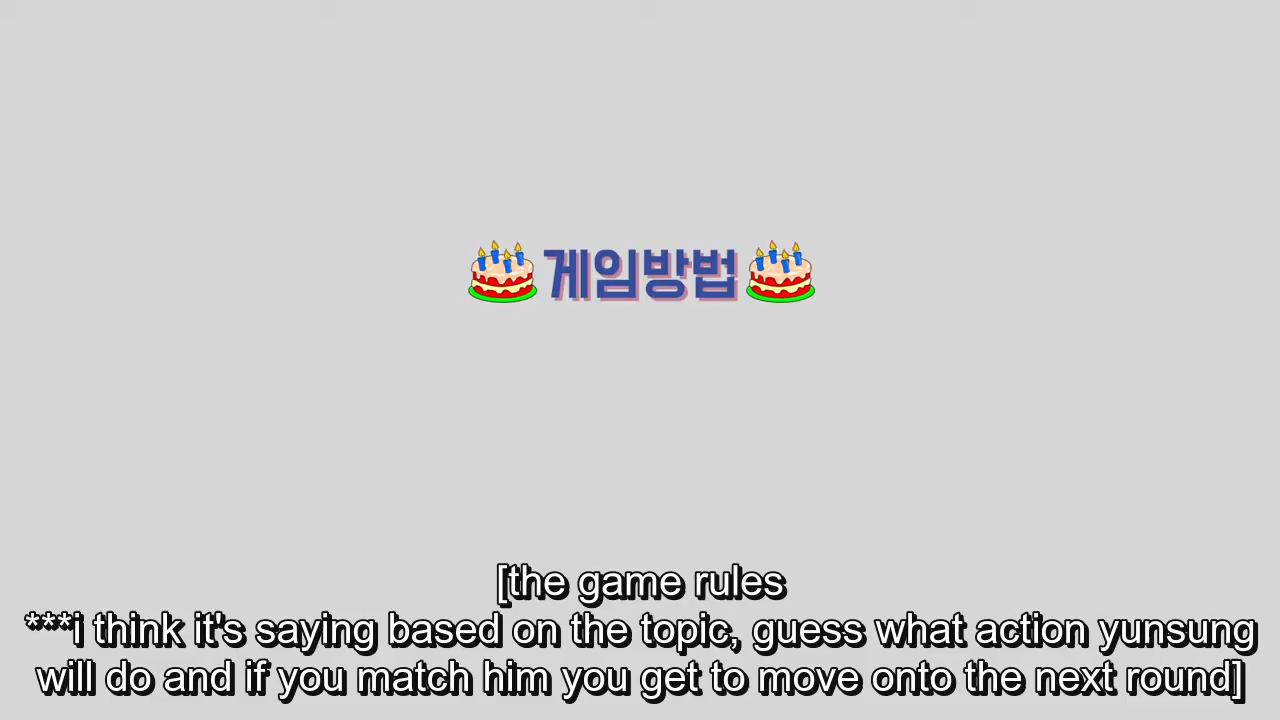 게임방법
[the game rules
***i think it's saying based on the topic, guess what action yunsung
will do and if you match him you get to move onto the next round]